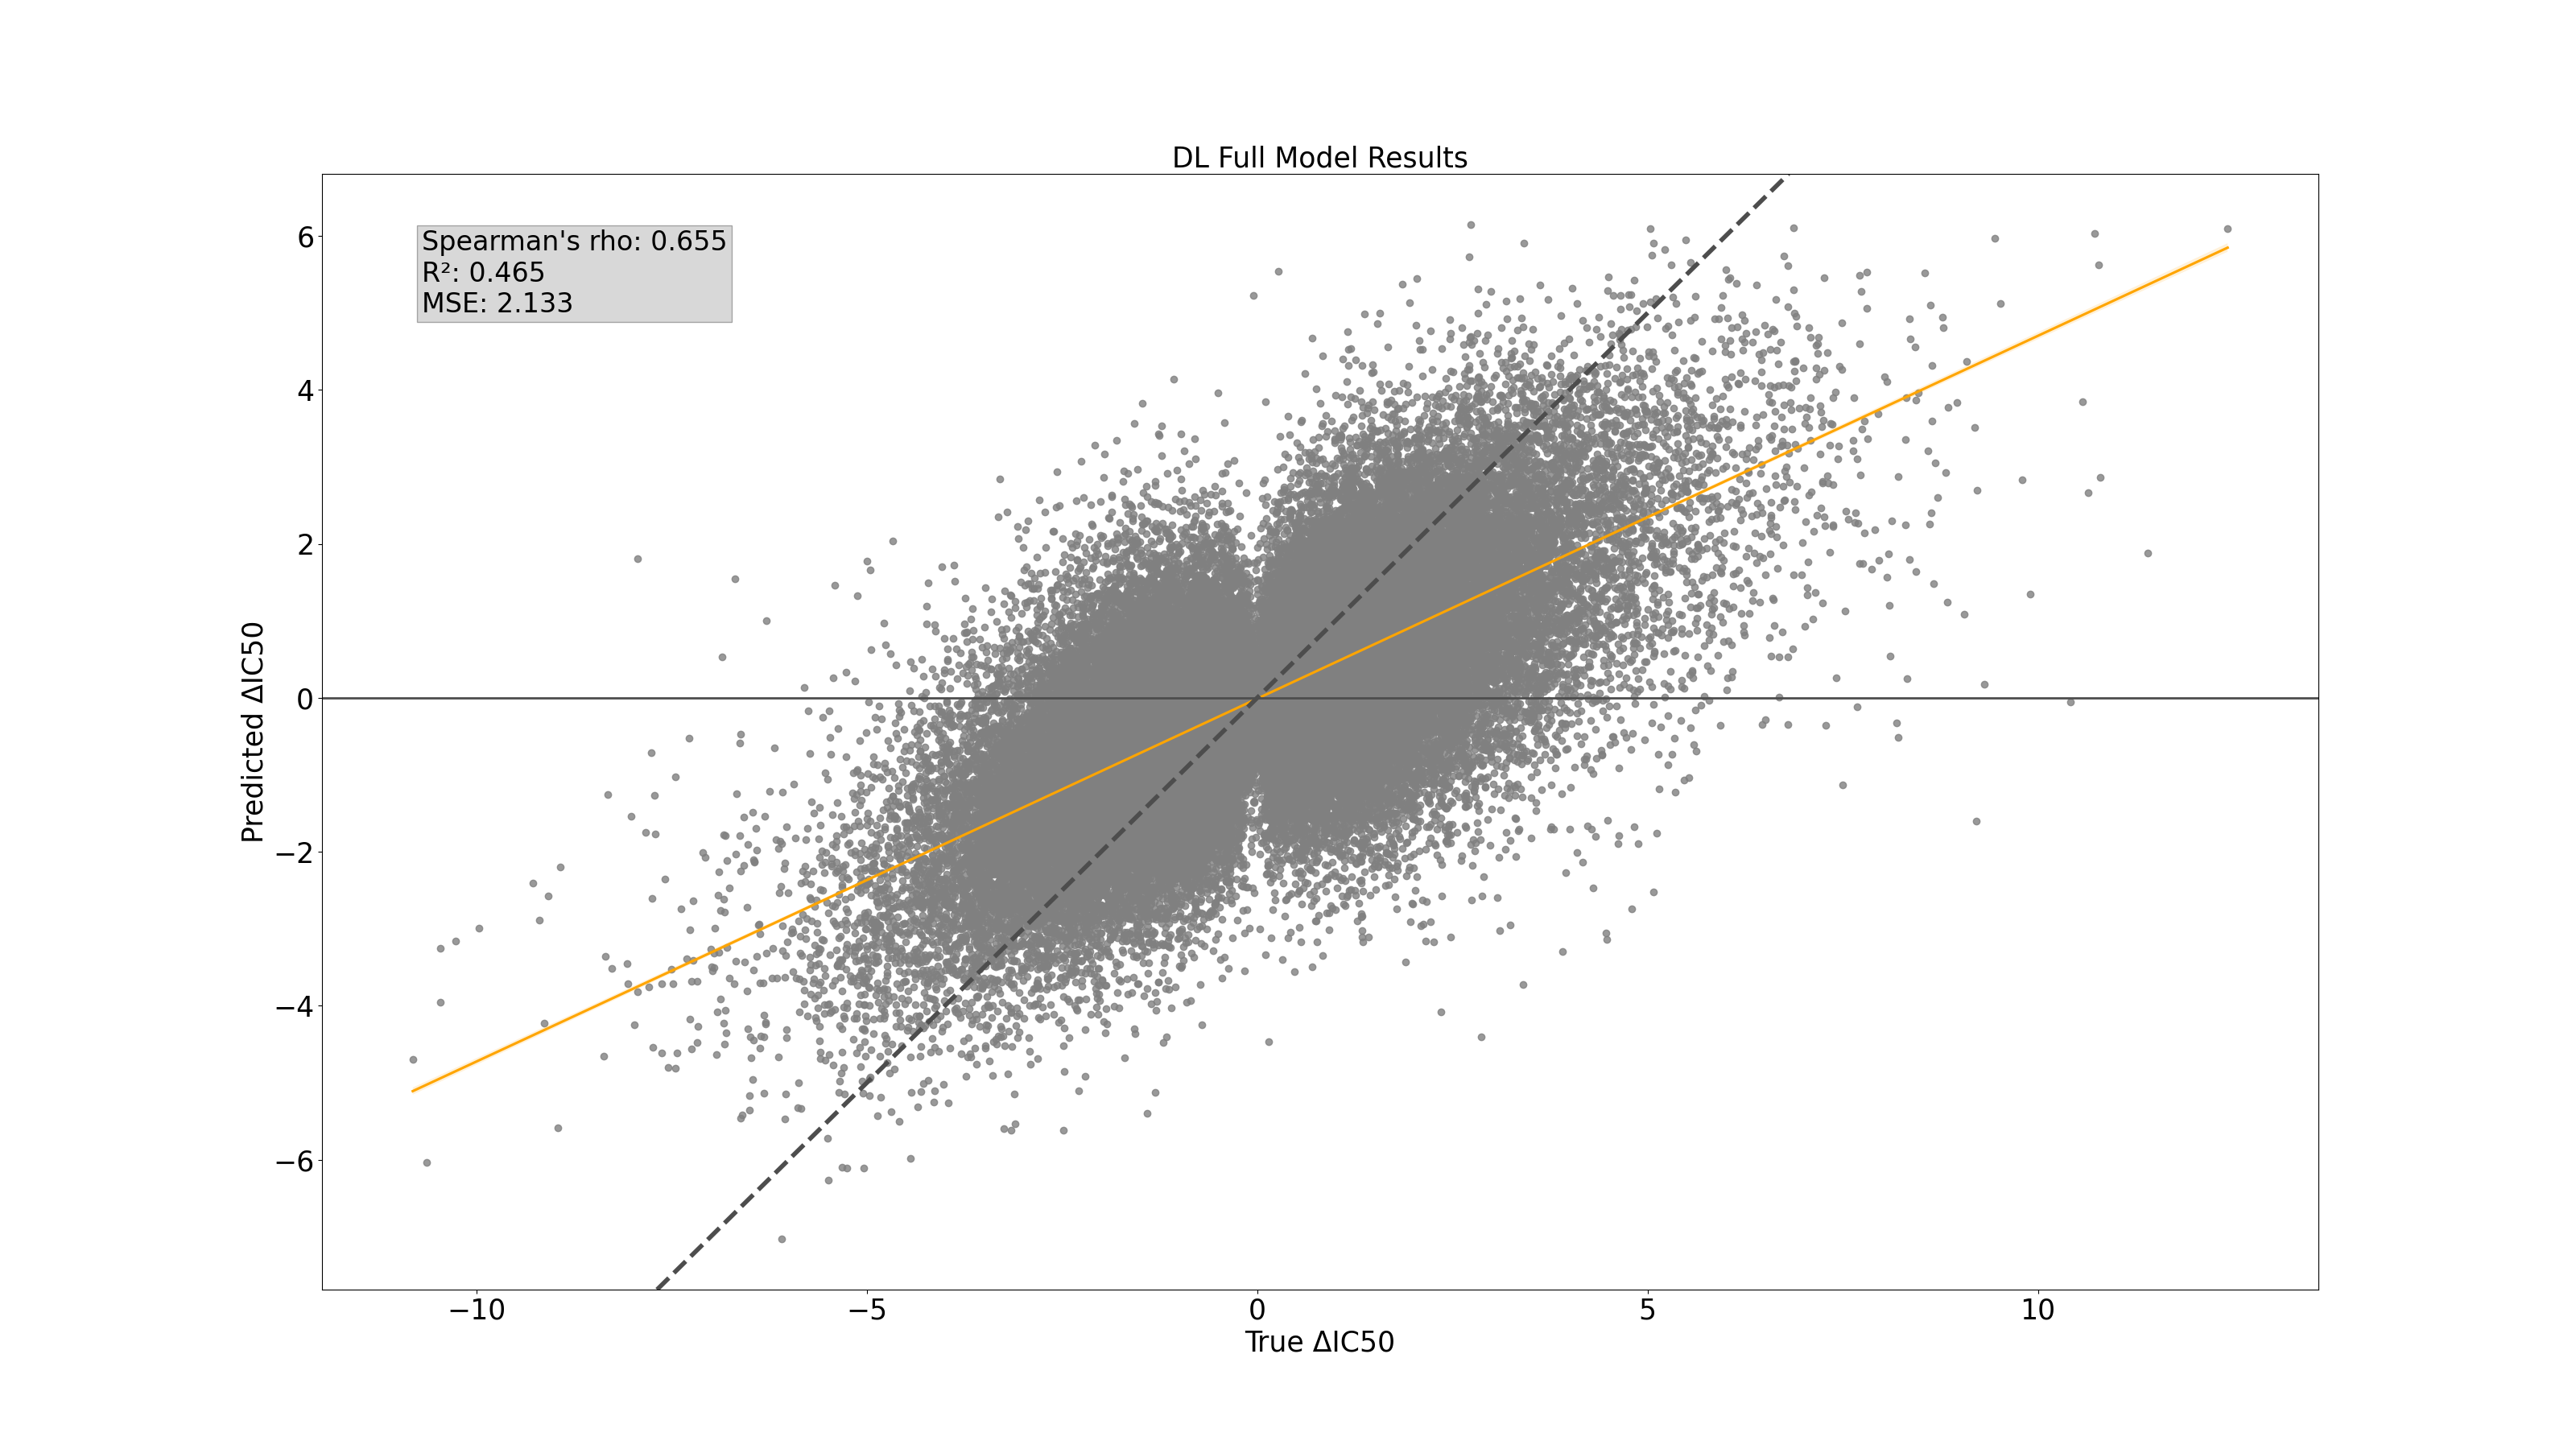 DL Full Model Results
Spearman's rho: 0.655
R²: 0.465
MSE: 2.133
6
4
2
0
−2
−4
−6
Predicted ΔIC50
−10
−5
0
5
10
True ΔIC50